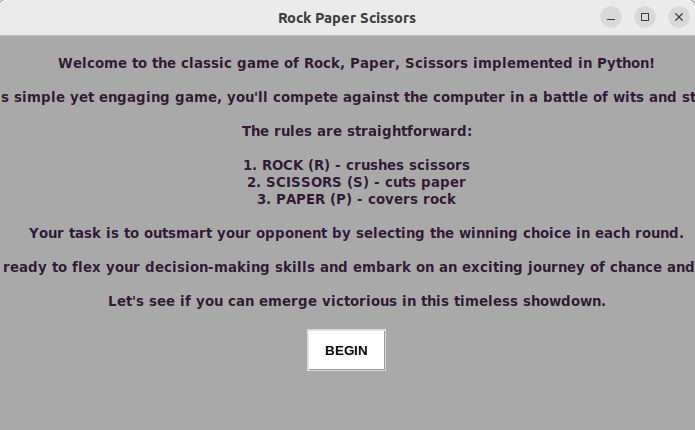 Rock Paper Scissors
Welcome to the classic game of Rock, Paper, Scissors implemented in Python!
s simple yet engaging game, you'll compete against the computer in a battle of wits and st
The rules are straightforward:
1. ROCK (R) - crushes scissors
2. SCISSORS (S) - cuts paper
3. PAPER (P) - covers rock
Your task is to outsmart your opponent by selecting the winning choice in each round.
ready to flex your decision-making skills and embark on an exciting journey of chance and
Let's see if you can emerge victorious in this timeless showdown.
BEGIN